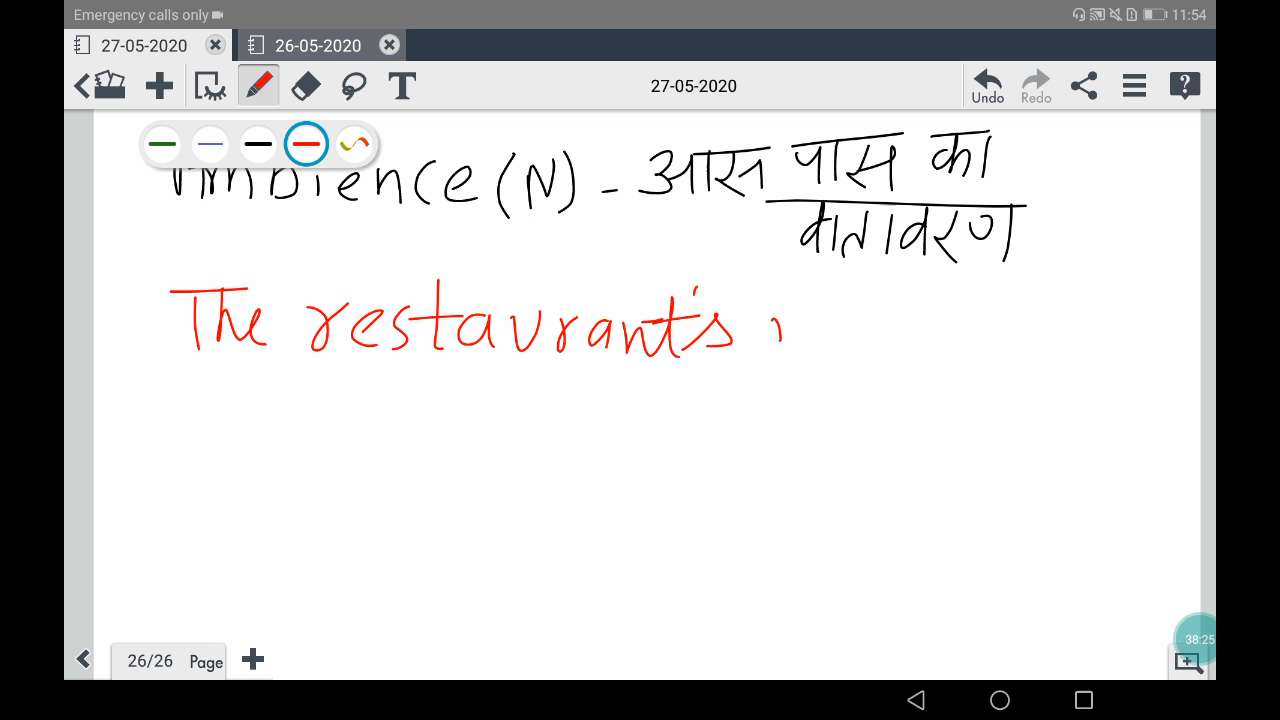 Emergency calls only 11:54
27-05-2020 26-05-2020
27-05-2020 Undo Redo
Ambience (N) - आस पास का
वातावरण
The restaurant's
38:25
26/26 Page